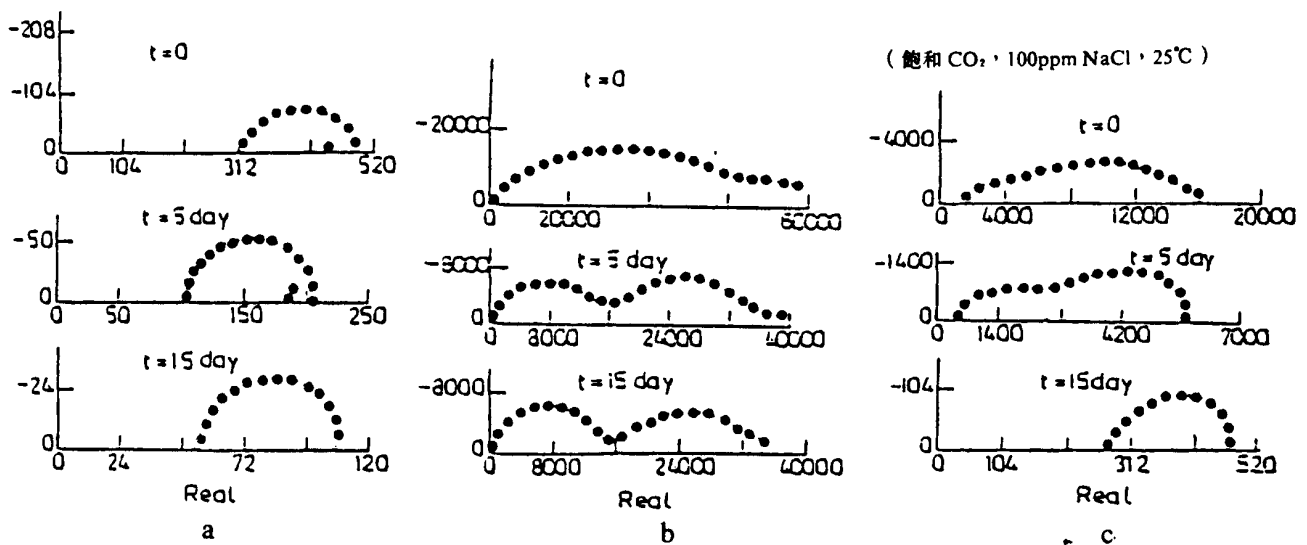 -208
t=0
-104
0
0 104 312 520
t=5 day
-50
0
0 50 150 250
t=15 day
-24
0
0 24 72 120
Real
a
t=0
-20000
0
20000 60000
t=5 day
0
0 8000 24000 40000
t=15 day
-8000
0
0 8000 24000 40000
Real
b
(飽和 CO₂,100ppm NaCl,25℃)
t=0
-4000
0
0 4000 12000 20000
-1400
t=5 day
0
0 1400 4200 7000
-104
t=15day
0
0 104 312 520
Real
c